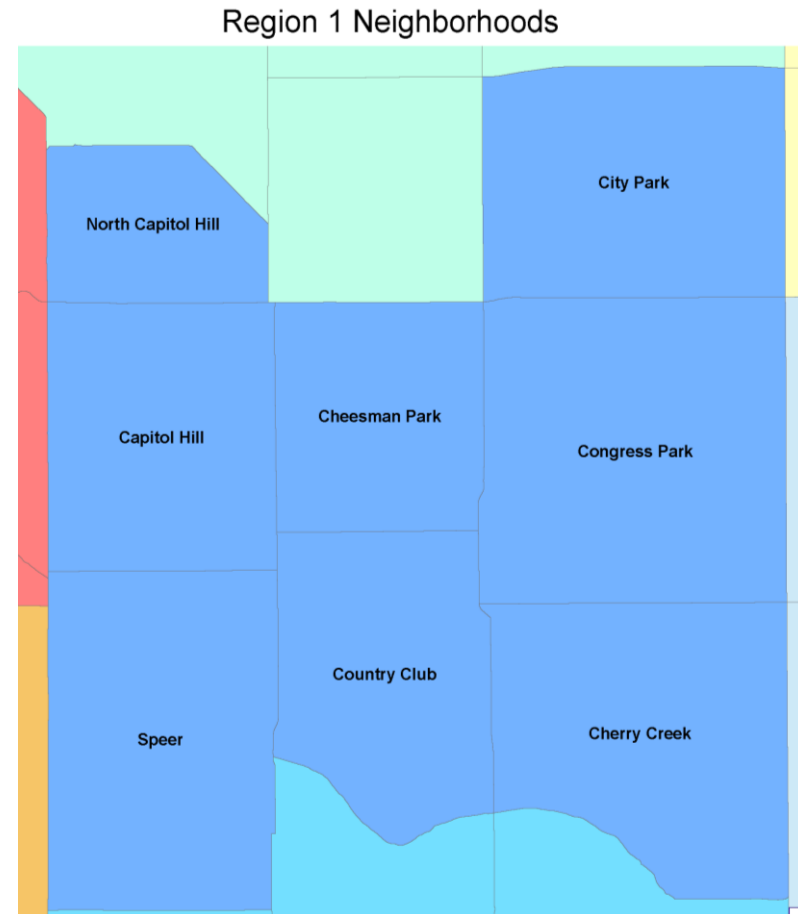 Region 1 Neighborhoods
City Park
North Capitol Hill
Cheesman Park
Capitol Hill
Congress Park
Country Club
Cherry Creek
Speer